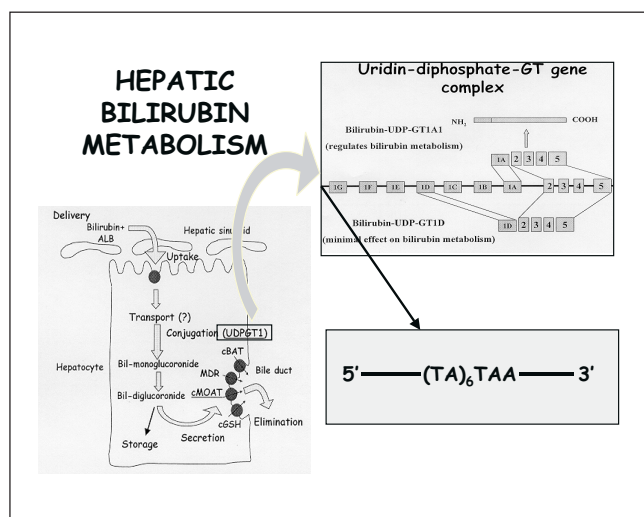 HEPATIC
BILIRUBIN
METABOLISM
Uridin-diphosphate-GT gene
complex
NH2
COOH
Bilirubin-UDP-GT1A1
(regulates bilirubin metabolism)
1A 2 3 4 5
1G 1F 1E 1D 1C 1B 1A 2 3 4 5
Bilirubin-UDP-GT1D
(minimal effect on bilirubin metabolism)
1D 2 3 4 5
Delivery
Bilirubin+
ALB
Hepatic sinusoid
Uptake
Transport (?)
Conjugation (UDPGT1)
Hepatocyte
Bil-monoglucoronide
Bil-diglucoronide
cBAT
MDR
cMOAT
cGSH
Bile duct
Elimination
Secretion
Storage
5’ (TA)6TAA 3’